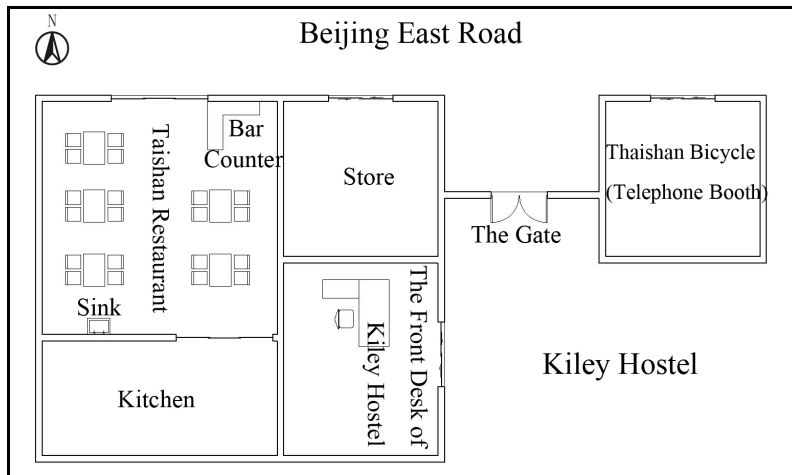 N
Beijing East Road
Bar
Counter
Taishan Restaurant
Store
Thaishan Bicycle
(Telephone Booth)
The Gate
Sink
The Front Desk of
Kiley Hostel
Kitchen
Kiley Hostel